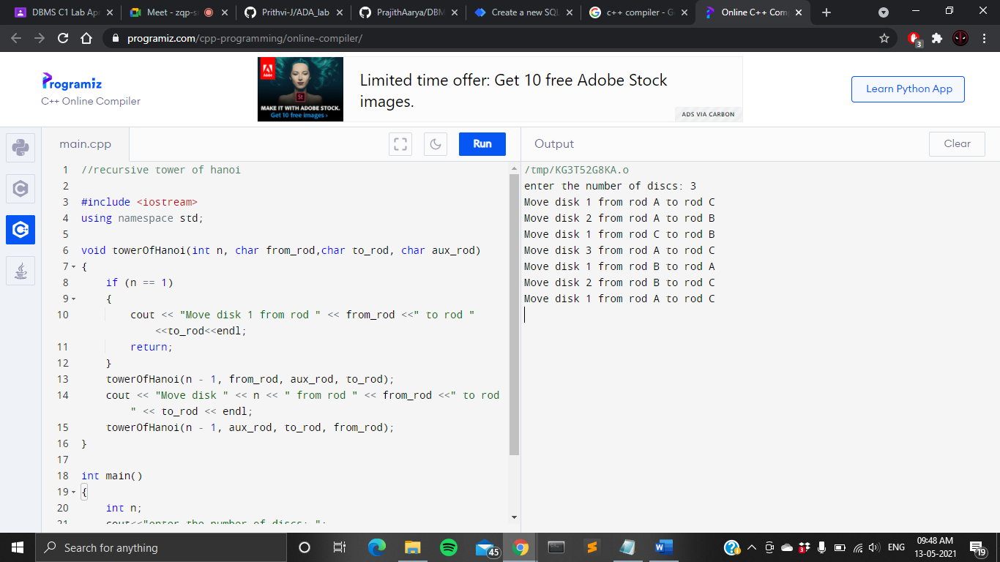 DBMS C1 Lab Ap
Meet - zqp-s
Prithvi-J/ADA_lab
PrajithAarya/DBM
Create a new SQL
c++ compiler - G
Online C++ Com
programiz.com/cpp-programming/online-compiler/
3
Programiz
C++ Online Compiler
Adobe
St
MAKE IT WITH ADOBE STOCK.
Get 10 free images ›
Limited time offer: Get 10 free Adobe Stock
images.
ADS VIA CARBON
Learn Python App
main.cpp
Run
Output
Clear
1 //recursive tower of hanoi
2
3 #include <iostream>
4 using namespace std;
5
6 void towerOfHanoi(int n, char from_rod,char to_rod, char aux_rod)
7 {
8 if (n == 1)
9 {
10 cout << "Move disk 1 from rod " << from_rod <<" to rod "
<<to_rod<<endl;
11 return;
12 }
13 towerOfHanoi(n - 1, from_rod, aux_rod, to_rod);
14 cout << "Move disk " << n << " from rod " << from_rod <<" to rod
" << to_rod << endl;
15 towerOfHanoi(n - 1, aux_rod, to_rod, from_rod);
16 }
17
18 int main()
19 {
20 int n;
21 cout<<"enter the number of discs: ";
/tmp/KG3T52G8KA.o
enter the number of discs: 3
Move disk 1 from rod A to rod C
Move disk 2 from rod A to rod B
Move disk 1 from rod C to rod B
Move disk 3 from rod A to rod C
Move disk 1 from rod B to rod A
Move disk 2 from rod B to rod C
Move disk 1 from rod A to rod C
Search for anything
45
3
ENG
09:48 AM
13-05-2021
19